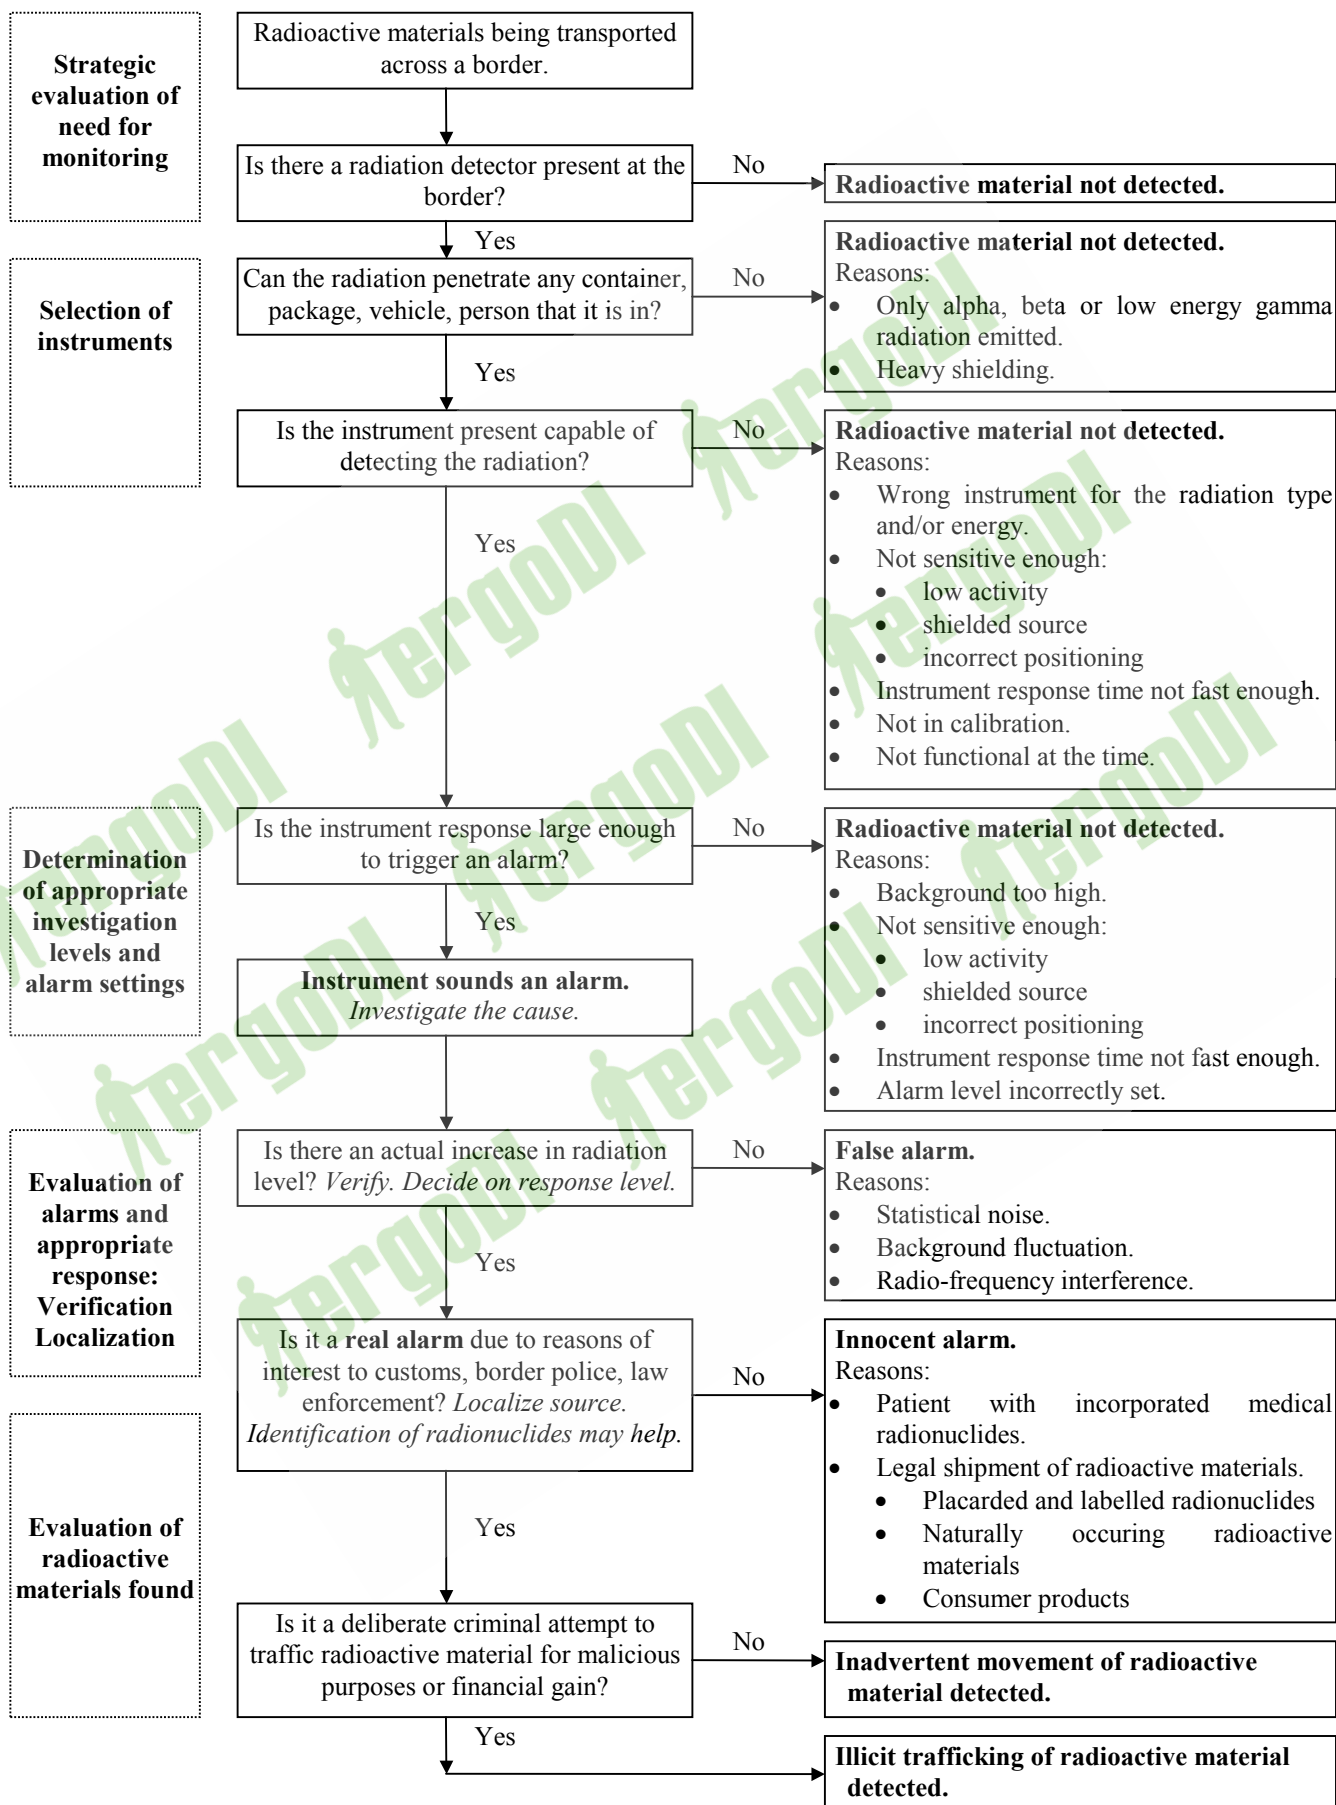 Strategic
evaluation of
need for
monitoring
Radioactive materials being transported
across a border.
Is there a radiation detector present at the
border?
No
Radioactive material not detected.
Yes
Selection of
instruments
Can the radiation penetrate any container,
package, vehicle, person that it is in?
No
Radioactive material not detected.
Reasons:
• Only alpha, beta or low energy gamma
radiation emitted.
• Heavy shielding.
Yes
Is the instrument present capable of
detecting the radiation?
No
Radioactive material not detected.
Reasons:
• Wrong instrument for the radiation type
and/or energy.
• Not sensitive enough:
• low activity
• shielded source
• incorrect positioning
• Instrument response time not fast enough.
• Not in calibration.
• Not functional at the time.
Yes
Determination
of appropriate
investigation
levels and
alarm settings
Is the instrument response large enough
to trigger an alarm?
No
Radioactive material not detected.
Reasons:
• Background too high.
• Not sensitive enough:
• low activity
• shielded source
• incorrect positioning
• Instrument response time not fast enough.
• Alarm level incorrectly set.
Yes
Instrument sounds an alarm.
Investigate the cause.
Evaluation of
alarms and
appropriate
response:
Verification
Localization
Is there an actual increase in radiation
level? Verify. Decide on response level.
No
False alarm.
Reasons:
• Statistical noise.
• Background fluctuation.
• Radio-frequency interference.
Yes
Is it a real alarm due to reasons of
interest to customs, border police, law
enforcement? Localize source.
Identification of radionuclides may help.
No
Innocent alarm.
Reasons:
• Patient with incorporated medical
radionuclides.
• Legal shipment of radioactive materials.
• Placarded and labelled radionuclides
• Naturally occuring radioactive
materials
• Consumer products
Yes
Evaluation of
radioactive
materials found
Is it a deliberate criminal attempt to
traffic radioactive material for malicious
purposes or financial gain?
No
Inadvertent movement of radioactive
material detected.
Yes
Illicit trafficking of radioactive material
detected.
ergoDI
ergoDI
ergoDI
ergoDI
ergoDI
ergoDI
ergoDI
ergoDI
ergoDI